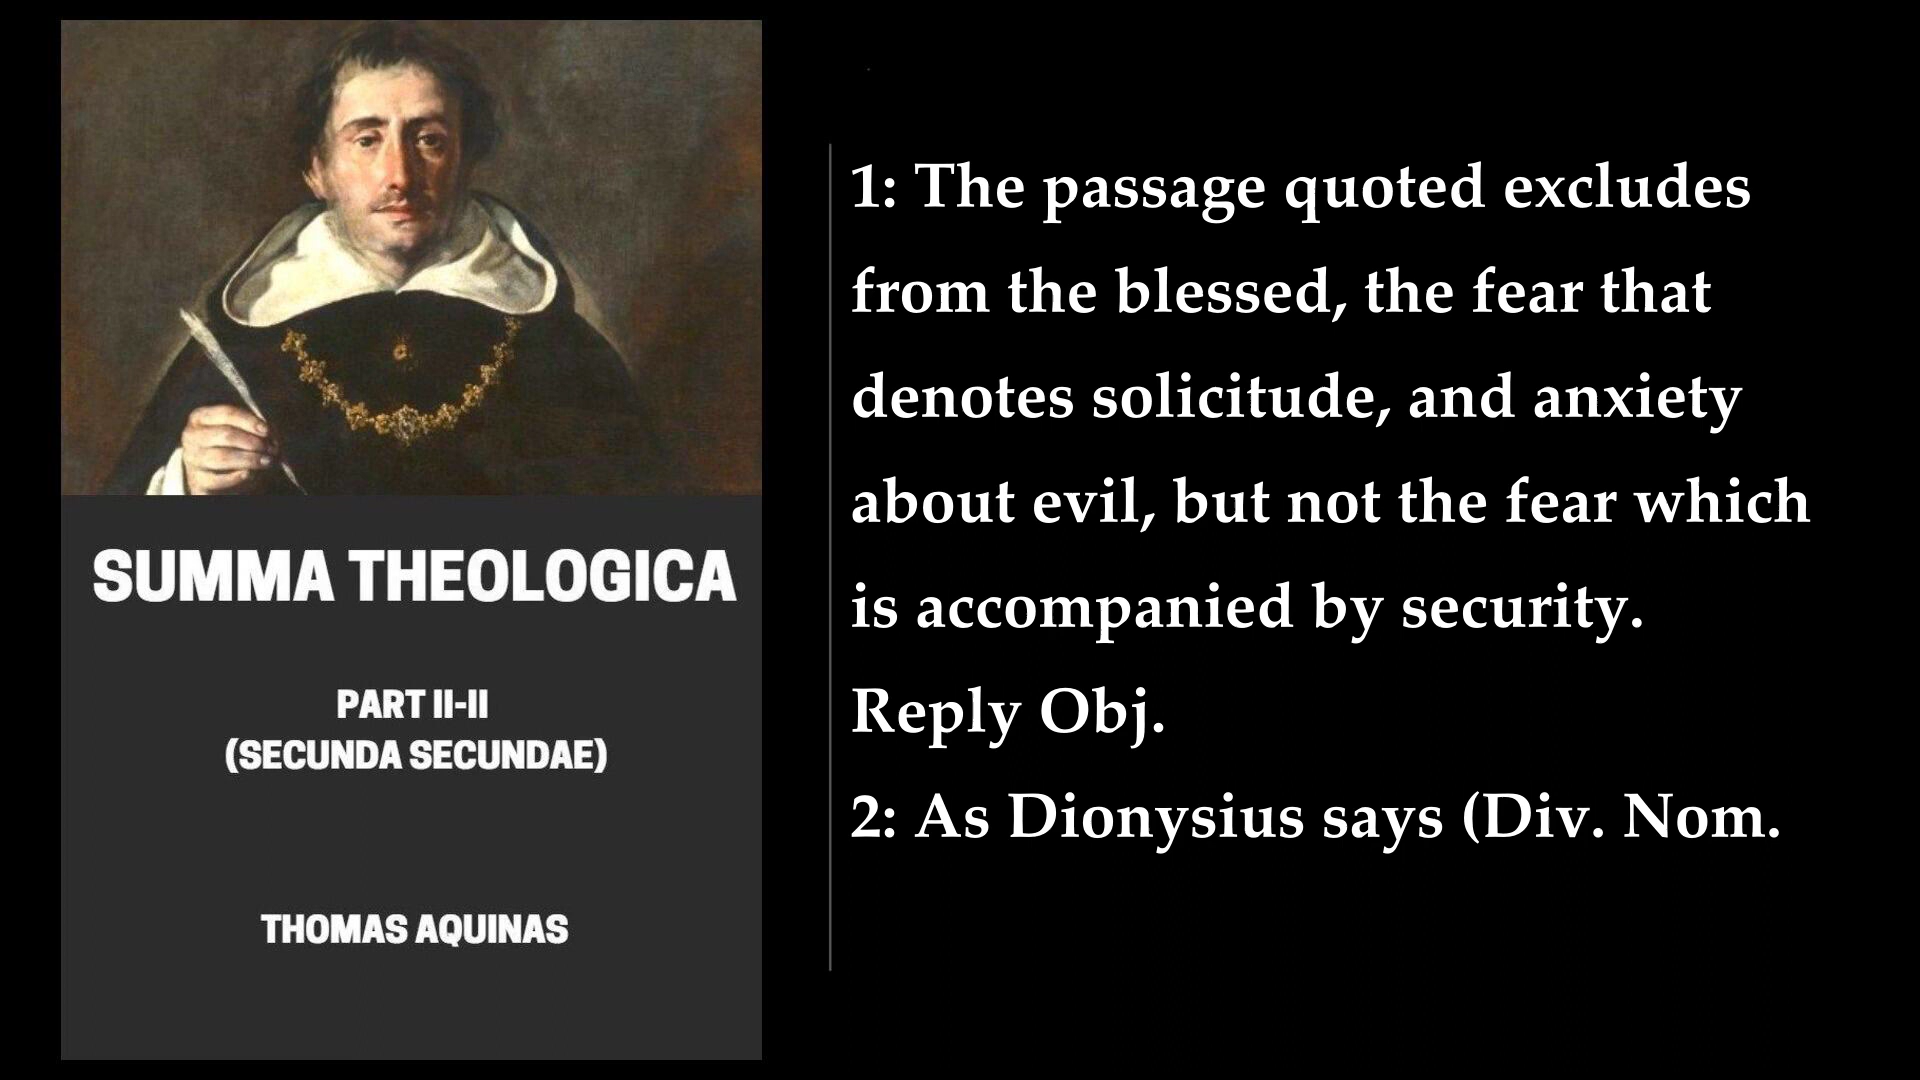 SUMMA THEOLOGICA
PART II-II
(SECUNDA SECUNDAE)
THOMAS AQUINAS
1: The passage quoted excludes
from the blessed, the fear that
denotes solicitude, and anxiety
about evil, but not the fear which
is accompanied by security.
Reply Obj.
2: As Dionysius says (Div. Nom.